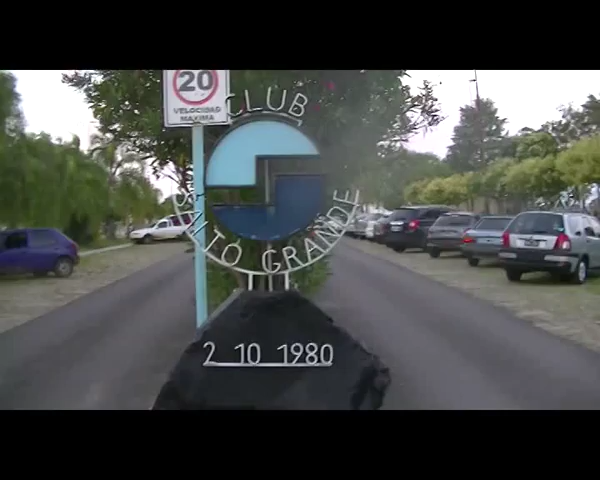 20
VELOCIDAD
MAXIMA
CLUB
SALTO GRANDE
2 10 1980